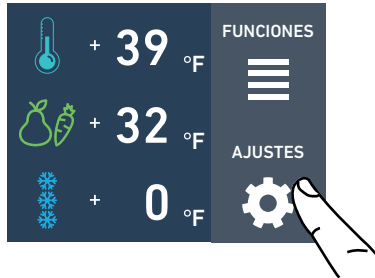 + 39 °F
FUNCIONES
+ 32 °F
AJUSTES
+ 0 °F